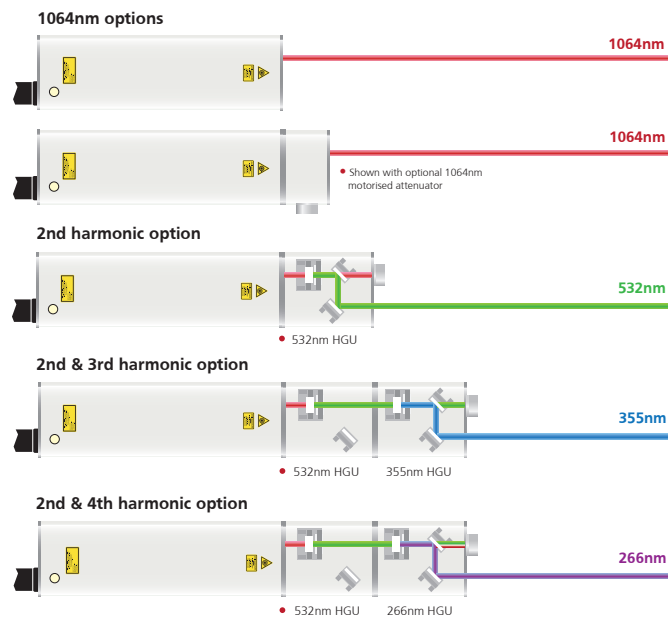 1064nm options
1064nm
1064nm
• Shown with optional 1064nm
motorised attenuator
2nd harmonic option
532nm
• 532nm HGU
2nd & 3rd harmonic option
355nm
• 532nm HGU 355nm HGU
2nd & 4th harmonic option
266nm
• 532nm HGU 266nm HGU